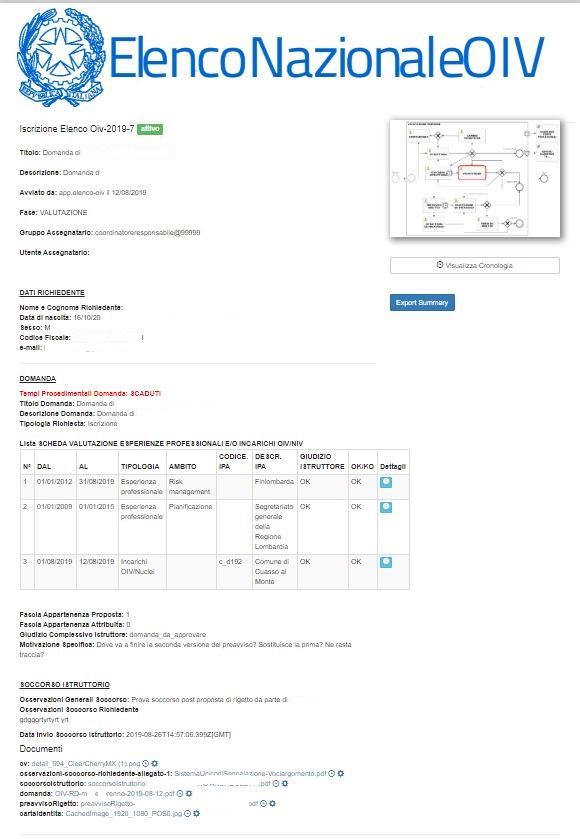 ElencoNazionaleOIV
REPVBBLICA ITALIANA
Iscrizione Elenco Oiv-2019-7 attivo
Titolo: Domanda di
Descrizione: Domanda d
Avviato da: app.elenco-oiv il 12/08/2019
Fase: VALUTAZIONE
Gruppo Assegnatario: coordinatoreresponsabile@99999
Utente Assegnatario:
Visualizza Cronologia
Export Summary
DATI RICHIEDENTE
Nome e Cognome Richiedente:
Data di nascita: 16/10/20
Sesso: M
Codice Fiscale:
e-mail:
DOMANDA
Tempi Procedimentali Domanda: SCADUTI
Titolo Domanda: Domanda di
Descrizione Domanda: Domanda di
Tipologia Richiesta: Iscrizione
Lista SCHEDA VALUTAZIONE ESPERIENZE PROFESSIONALI E/O INCARICHI OIV/NIV
N° DAL AL TIPOLOGIA AMBITO CODICE. IPA DESCR. IPA GIUDIZIO ISTRUTTORE OK/KO Dettagli
1 01/01/2012 31/08/2019 Esperienza professionale Risk management Finlombarda OK OK
2 01/01/2009 01/01/2015 Esperienza professionale Pianificazione Segretariato generale della Regione Lombardia OK OK
3 01/08/2019 12/08/2019 Incarichi OIV/Nuclei c_d192 Comune di Cuasso al Monte OK OK
Fascia Appartenenza Proposta: 1
Fascia Appartenenza Attribuita: 0
Giudizio Complessivo Istruttore: domanda_da_approvare
Motivazione Specifica: Dove va a finire la seconda versione del preavviso? Sostituisce la prima? Ne resta
traccia?
SOCCORSO ISTRUTTORIO
Osservazioni Generali Soccorso: Prova soccorso post proposta di rigetto da parte di
Osservazioni Soccorso Richiedente
gdgggrtyrtyrt yrt
Data Invio Soccorso Istruttorio: 2019-08-26T14:57:06.399Z[GMT]
Documenti
cv: detail_594_ClearCherryMX (1).png
osservazioni-soccorso-richiedente-allegato-1:
soccorsoIstruttorio: soccorsoIstruttorio .pdf
domanda: OIV-RD-m e renno-2019-08-12.pdf
preavvisoRigetto: preavvisoRigetto- pdf
cartaIdentita: CachedImage_1920_1080_POS0.jpg